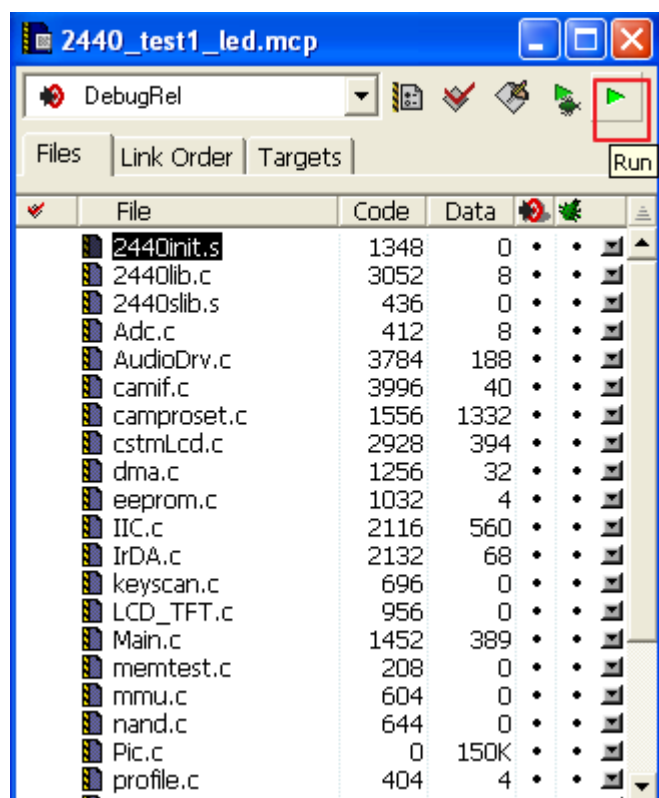 2440_test1_led.mcp
DebugRel
Files Link Order Targets
Run
File Code Data
2440init.s 1348 0
2440lib.c 3052 8
2440slib.s 436 0
Adc.c 412 8
AudioDrv.c 3784 188
camif.c 3996 40
camproset.c 1556 1332
cstmLcd.c 2928 394
dma.c 1256 32
eeprom.c 1032 4
IIC.c 2116 560
IrDA.c 2132 68
keyscan.c 696 0
LCD_TFT.c 956 0
Main.c 1452 389
memtest.c 208 0
mmu.c 604 0
nand.c 644 0
Pic.c 0 150K
profile.c 404 4